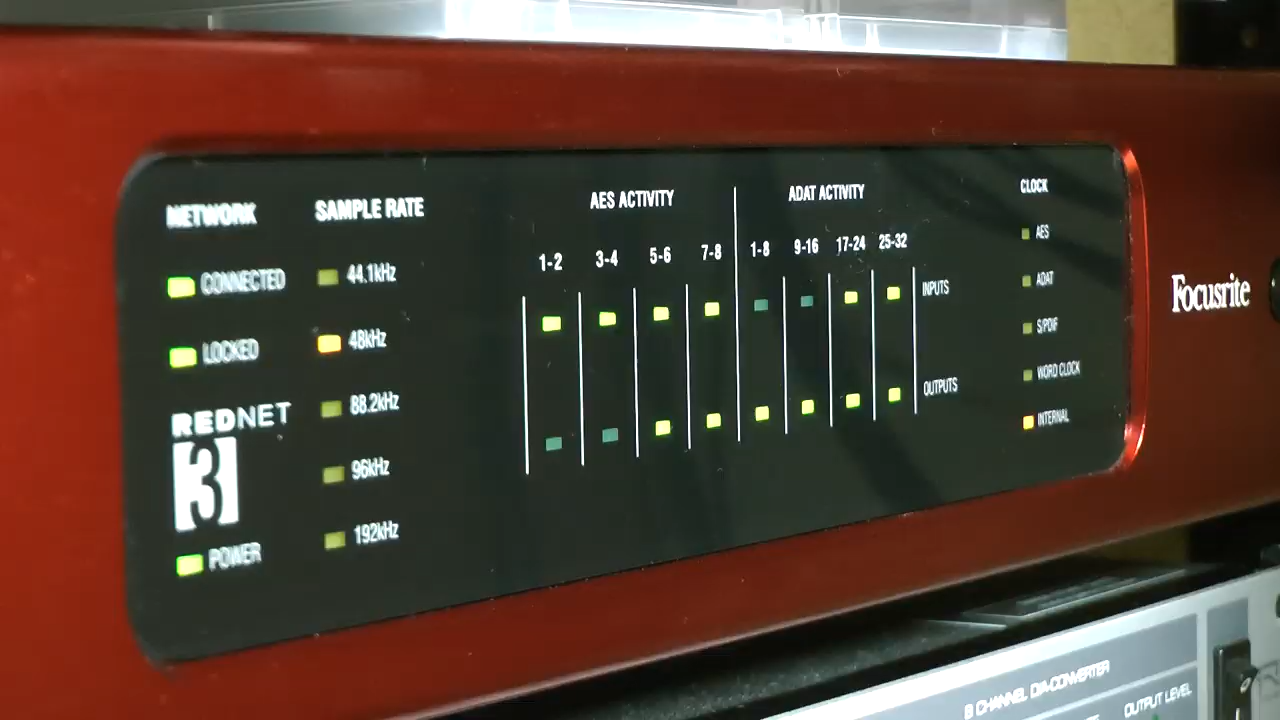 NETWORK
CONNECTED
LOCKED
REDNET
3
POWER
SAMPLE RATE
44.1kHz
48kHz
88.2kHz
96kHz
192kHz
AES ACTIVITY
1-2 3-4 5-6 7-8
ADAT ACTIVITY
1-8 9-16 17-24 25-32
INPUTS
OUTPUTS
CLOCK
AES
ADAT
S/PDIF
WORD CLOCK
INTERNAL
Focusrite
8 CHANNEL D/A-CONVERTER
OUTPUT LEVEL